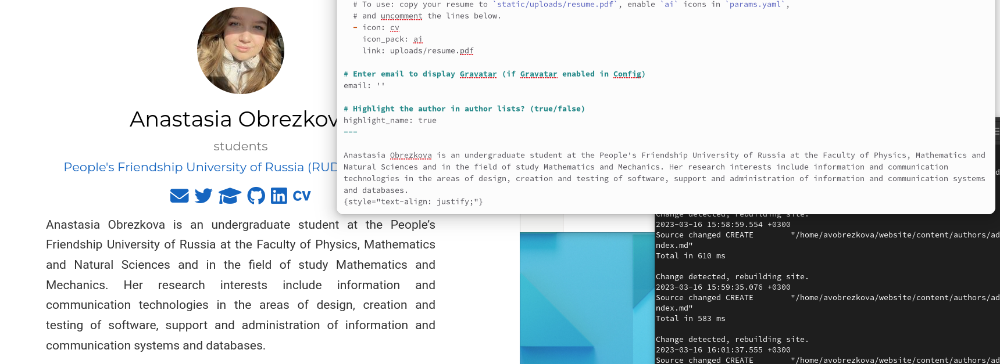 Anastasia Obrezkov
students
People's Friendship University of Russia (RUD
cv
Anastasia Obrezkova is an undergraduate student at the People’s
Friendship University of Russia at the Faculty of Physics, Mathematics
and Natural Sciences and in the field of study Mathematics and
Mechanics. Her research interests include information and
communication technologies in the areas of design, creation and
testing of software, support and administration of information and
communication systems and databases.
# To use: copy your resume to `static/uploads/resume.pdf`, enable `ai` icons in `params.yaml`,
# and uncomment the lines below.
- icon: cv
icon_pack: ai
link: uploads/resume.pdf
# Enter email to display Gravatar (if Gravatar enabled in Config)
email: ''
# Highlight the author in author lists? (true/false)
highlight_name: true
---
Anastasia Obrezkova is an undergraduate student at the People's Friendship University of Russia at the Faculty of Physics, Mathematics and
Natural Sciences and in the field of study Mathematics and Mechanics. Her research interests include information and communication
technologies in the areas of design, creation and testing of software, support and administration of information and communication systems
and databases.
{style="text-align: justify;"}
Change detected, rebuilding site.
2023-03-16 15:58:59.554 +0300
Source changed CREATE "/home/avobrezkova/website/content/authors/ad
ndex.md"
Total in 610 ms
Change detected, rebuilding site.
2023-03-16 15:59:35.076 +0300
Source changed CREATE "/home/avobrezkova/website/content/authors/ad
ndex.md"
Total in 583 ms
Change detected, rebuilding site.
2023-03-16 16:01:37.555 +0300
Source changed CREATE "/home/avobrezkova/website/content/authors/ad